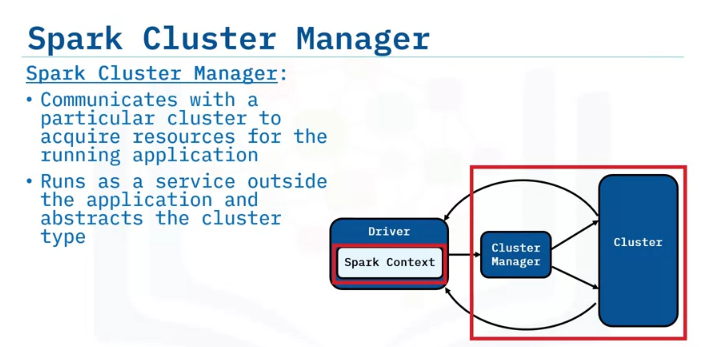 Spark Cluster Manager
Spark Cluster Manager:
• Communicates with a
particular cluster to
acquire resources for the
running application
• Runs as a service outside
the application and
abstracts the cluster
type
Driver
Spark Context
Cluster
Manager
Cluster